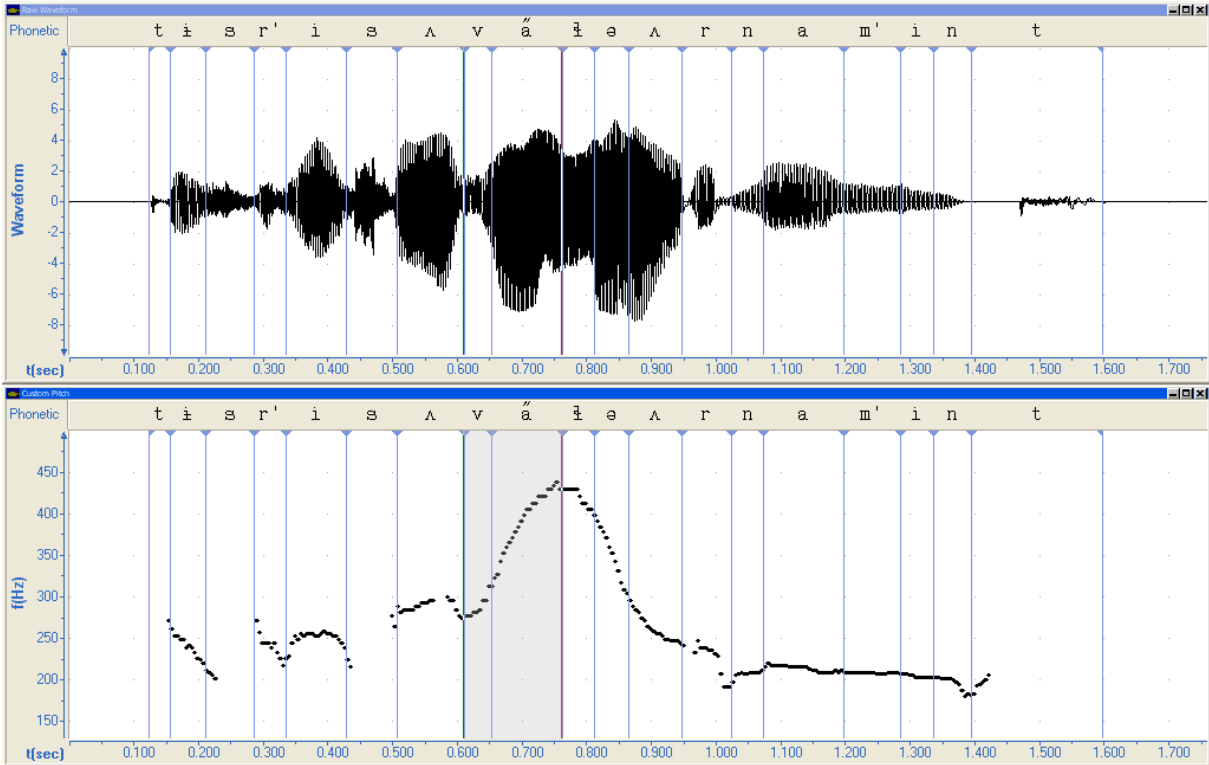 Raw Waveform
Phonetic t ɨ s r' i s ʌ v a̋ ɫ ə ʌ r n a m' i n t
8
6
4
2
0
-2
-4
-6
-8
Waveform
t(sec) 0.100 0.200 0.300 0.400 0.500 0.600 0.700 0.800 0.900 1.000 1.100 1.200 1.300 1.400 1.500 1.600 1.700
Custom Pitch
Phonetic t ɨ s r' i s ʌ v a̋ ɫ ə ʌ r n a m' i n t
450
400
350
300
250
200
150
f(Hz)
t(sec) 0.100 0.200 0.300 0.400 0.500 0.600 0.700 0.800 0.900 1.000 1.100 1.200 1.300 1.400 1.500 1.600 1.700